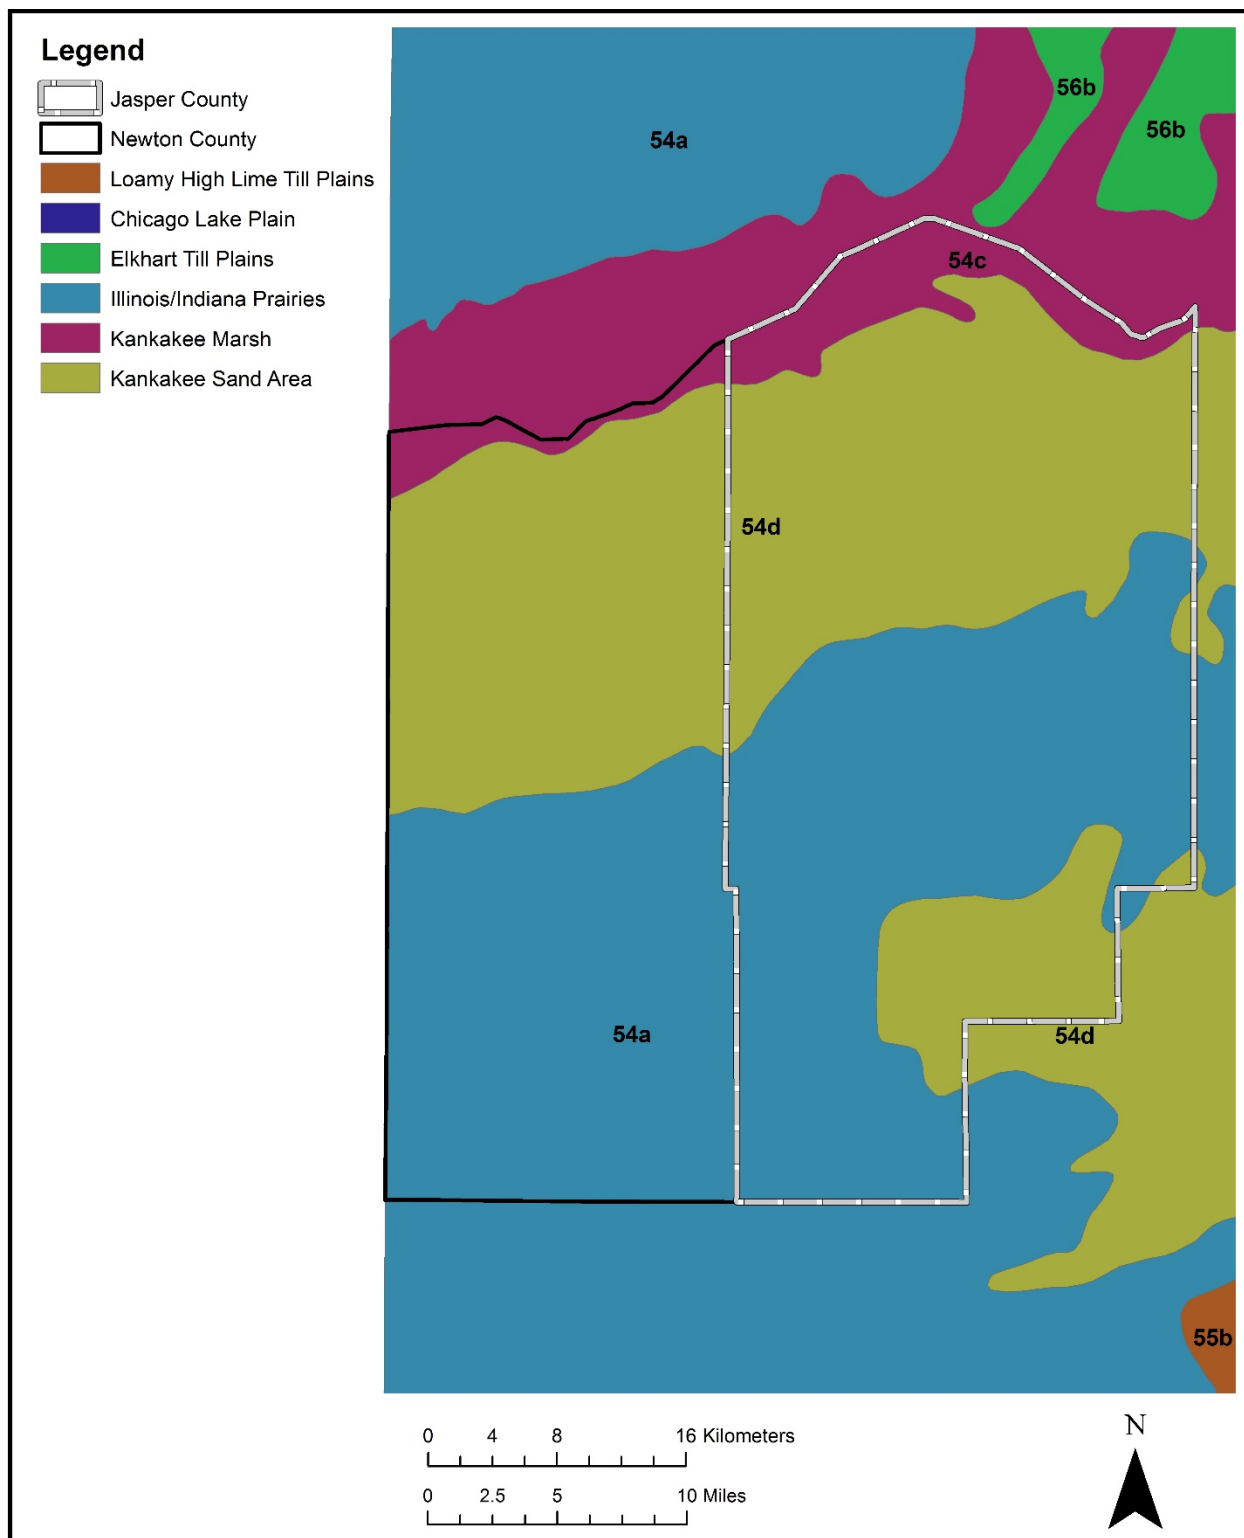 Legend
Jasper County
Newton County
Loamy High Lime Till Plains
Chicago Lake Plain
Elkhart Till Plains
Illinois/Indiana Prairies
Kankakee Marsh
Kankakee Sand Area
56b
56b
54a
54c
54d
54a
54d
55b
0 4 8 16 Kilometers
0 2.5 5 10 Miles
N